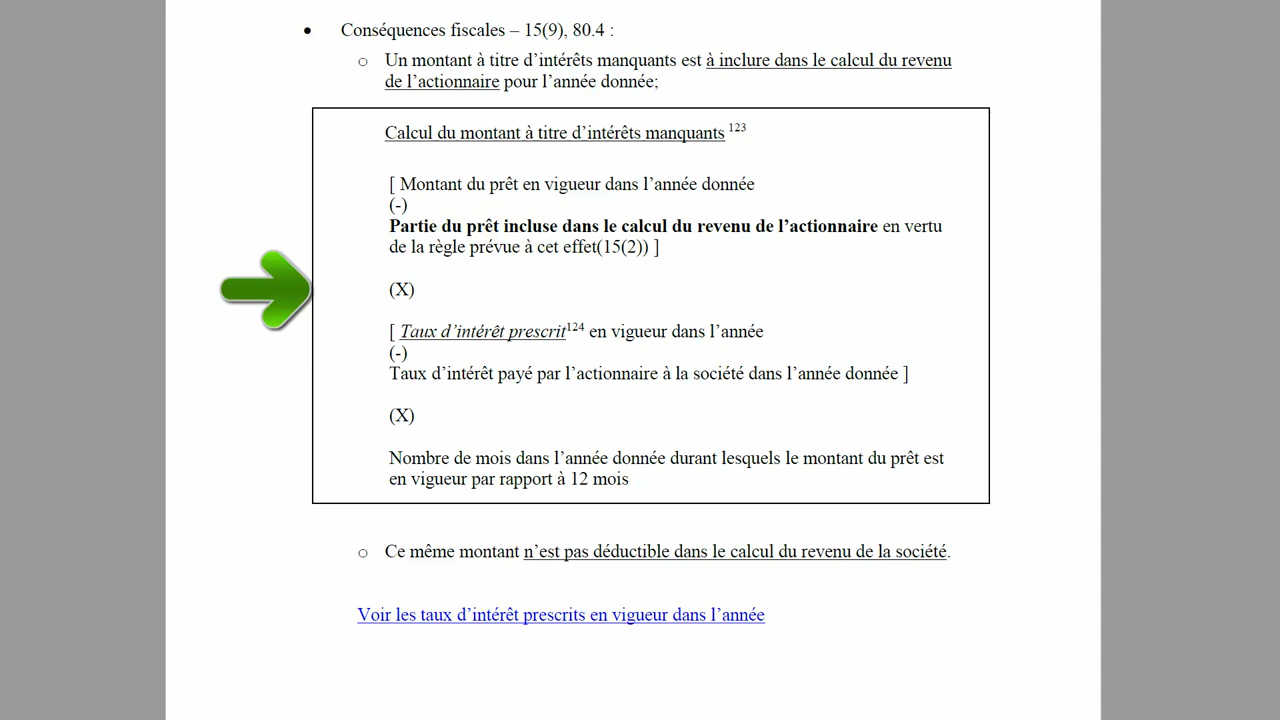 • Conséquences fiscales – 15(9), 80.4 :
o Un montant à titre d’intérêts manquants est à inclure dans le calcul du revenu
de l’actionnaire pour l’année donnée;
Calcul du montant à titre d’intérêts manquants 123
[ Montant du prêt en vigueur dans l’année donnée
(-)
Partie du prêt incluse dans le calcul du revenu de l’actionnaire en vertu
de la règle prévue à cet effet(15(2)) ]
(X)
[ Taux d’intérêt prescrit124 en vigueur dans l’année
(-)
Taux d’intérêt payé par l’actionnaire à la société dans l’année donnée ]
(X)
Nombre de mois dans l’année donnée durant lesquels le montant du prêt est
en vigueur par rapport à 12 mois
o Ce même montant n’est pas déductible dans le calcul du revenu de la société.
Voir les taux d’intérêt prescrits en vigueur dans l’année